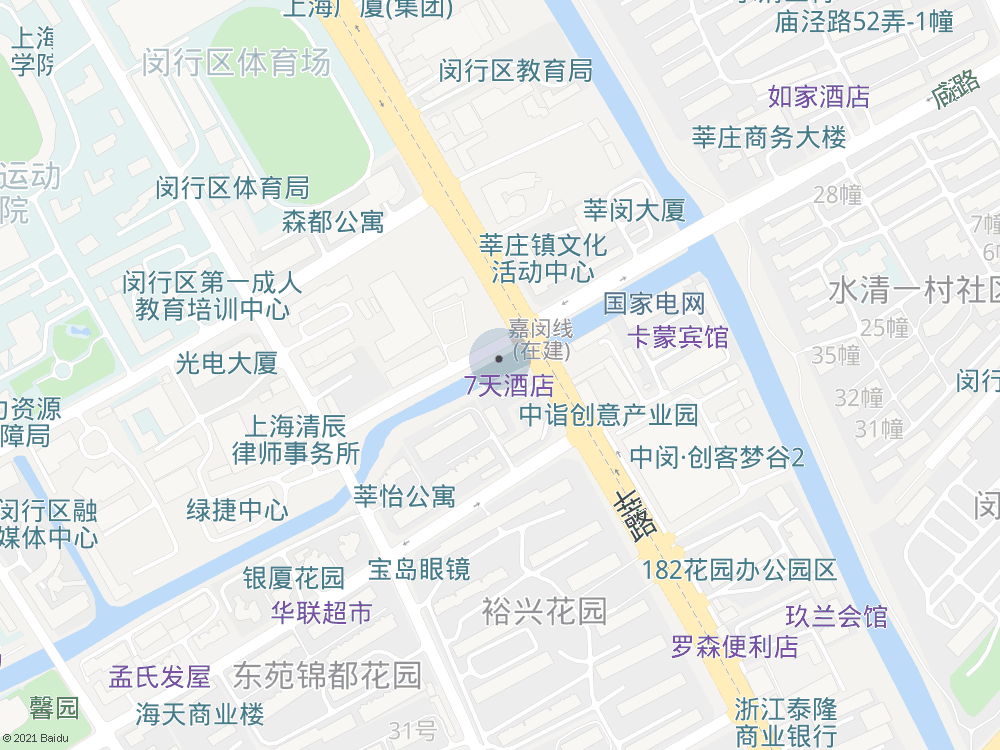 上海广厦(集团)
庙泾路52弄-1幢
上海
学院
闵行区体育场
闵行区教育局
如家酒店
莘庄商务大楼
运动
院
闵行区体育局
28幢
森都公寓
莘闵大厦
7幢
6幢
莘庄镇文化
活动中心
闵行区第一成人
教育培训中心
水清一村社区
国家电网
嘉闵线
(在建)
卡蒙宾馆
25幢
35幢
光电大厦
7天酒店
闵行
32幢
力资源
障局
中诣创意产业园
上海清辰
律师事务所
31幢
中闵·创客梦谷2
莘怡公寓
闵行区融
媒体中心
绿捷中心
闵
路
宝岛眼镜
银厦花园
182花园办公园区
华联超市
裕兴花园
玖兰会馆
罗森便利店
孟氏发屋
东苑锦都花园
馨园
海天商业楼
31号
浙江泰隆
商业银行
© 2021 Baidu